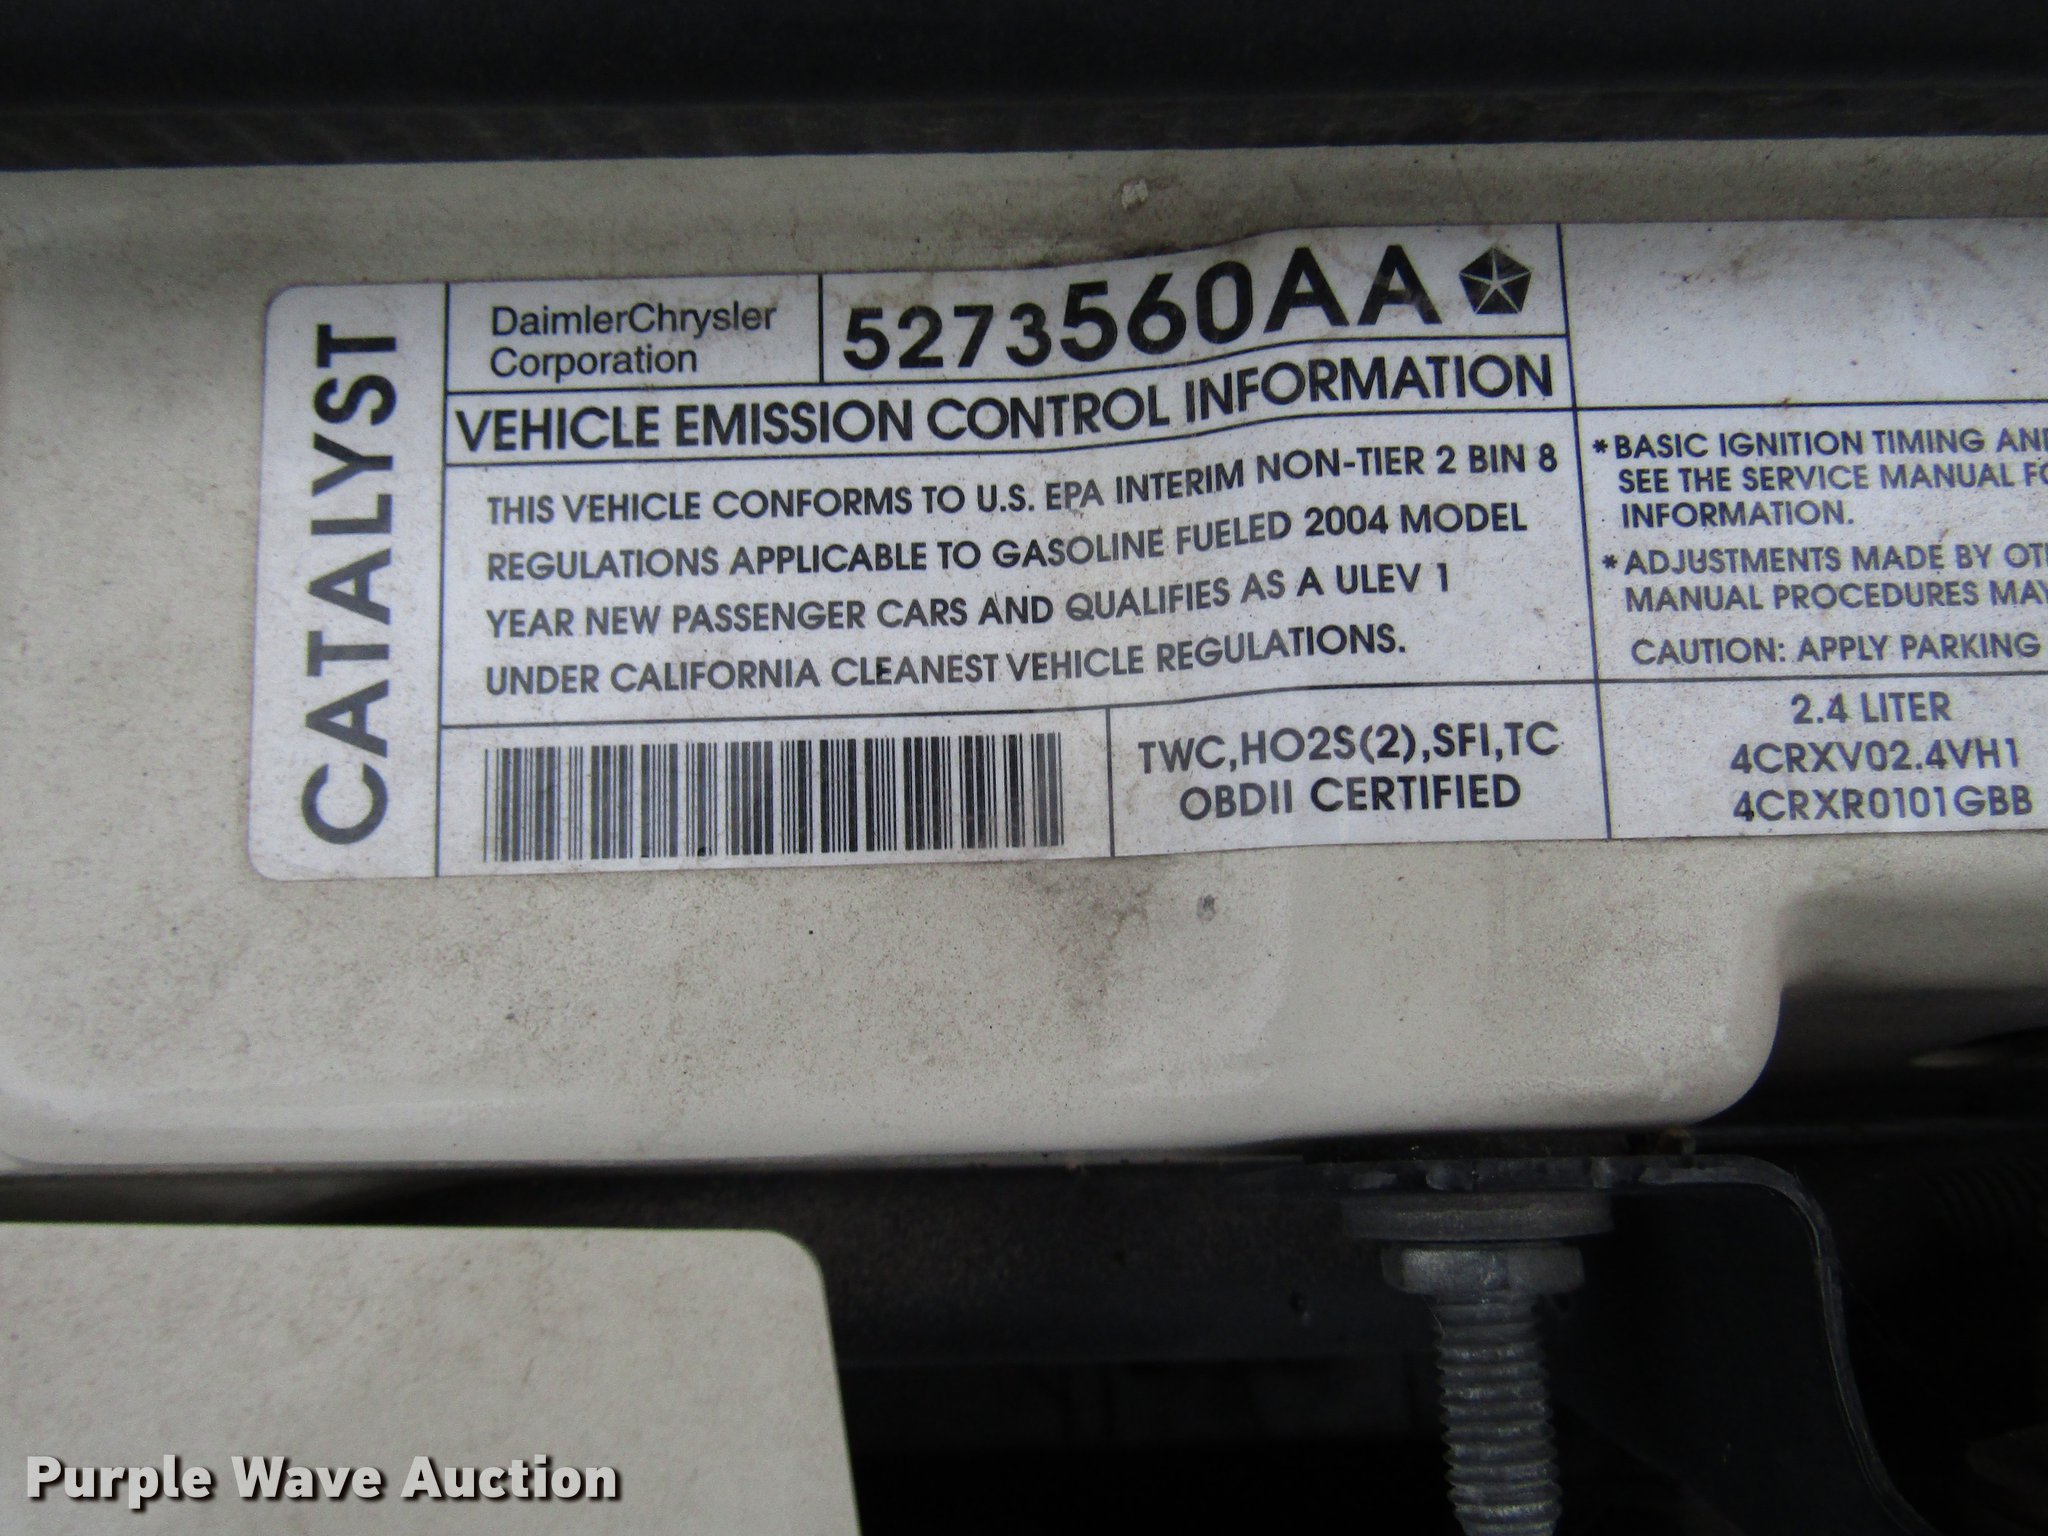 CATALYST
DaimlerChrysler
Corporation
5273560AA
VEHICLE EMISSION CONTROL INFORMATION
THIS VEHICLE CONFORMS TO U.S. EPA INTERIM NON-TIER 2 BIN 8
REGULATIONS APPLICABLE TO GASOLINE FUELED 2004 MODEL
YEAR NEW PASSENGER CARS AND QUALIFIES AS A ULEV 1
UNDER CALIFORNIA CLEANEST VEHICLE REGULATIONS.
TWC,HO2S(2),SFI,TC
OBDII CERTIFIED
*BASIC IGNITION TIMING
SEE THE SERVICE MANUAL
INFORMATION.
*ADJUSTMENTS MADE BY
MANUAL PROCEDURES MAY
CAUTION: APPLY PARKING
2.4 LITER
4CRXV02.4VH1
4CRXR0101GBB
Purple Wave Auction